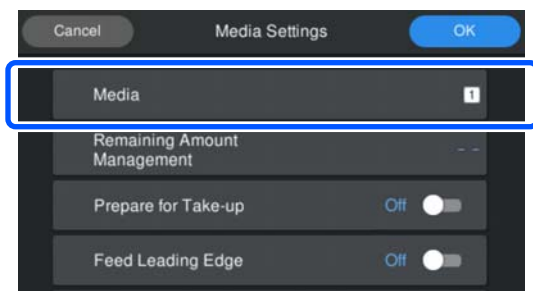 Cancel Media Settings OK
Media 1
Remaining Amount
Management - -
Prepare for Take-up Off
Feed Leading Edge Off